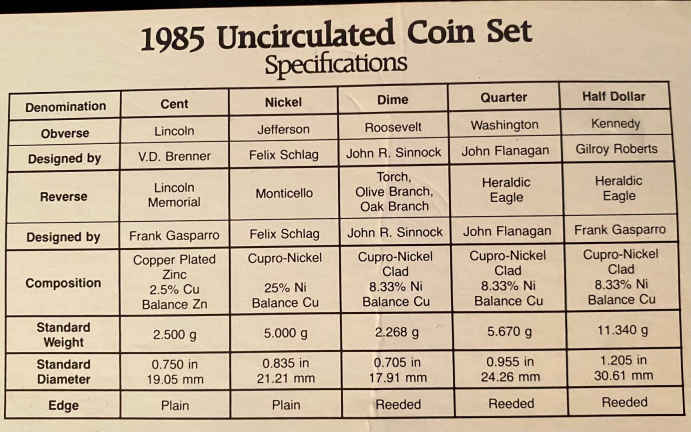 1985 Uncirculated Coin Set
Specifications
Denomination Cent Nickel Dime Quarter Half Dollar
Obverse Lincoln Jefferson Roosevelt Washington Kennedy
Designed by V.D. Brenner Felix Schlag John R. Sinnock John Flanagan Gilroy Roberts
Reverse Lincoln Memorial Monticello Torch, Olive Branch, Oak Branch Heraldic Eagle Heraldic Eagle
Designed by Frank Gasparro Felix Schlag John R. Sinnock John Flanagan Frank Gasparro
Composition Copper Plated Zinc 2.5% Cu Balance Zn Cupro-Nickel 25% Ni Balance Cu Cupro-Nickel Clad 8.33% Ni Balance Cu Cupro-Nickel Clad 8.33% Ni Balance Cu Cupro-Nickel Clad 8.33% Ni Balance Cu
Standard Weight 2.500 g 5.000 g 2.268 g 5.670 g 11.340 g
Standard Diameter 0.750 in 19.05 mm 0.835 in 21.21 mm 0.705 in 17.91 mm 0.955 in 24.26 mm 1.205 in 30.61 mm
Edge Plain Plain Reeded Reeded Reeded